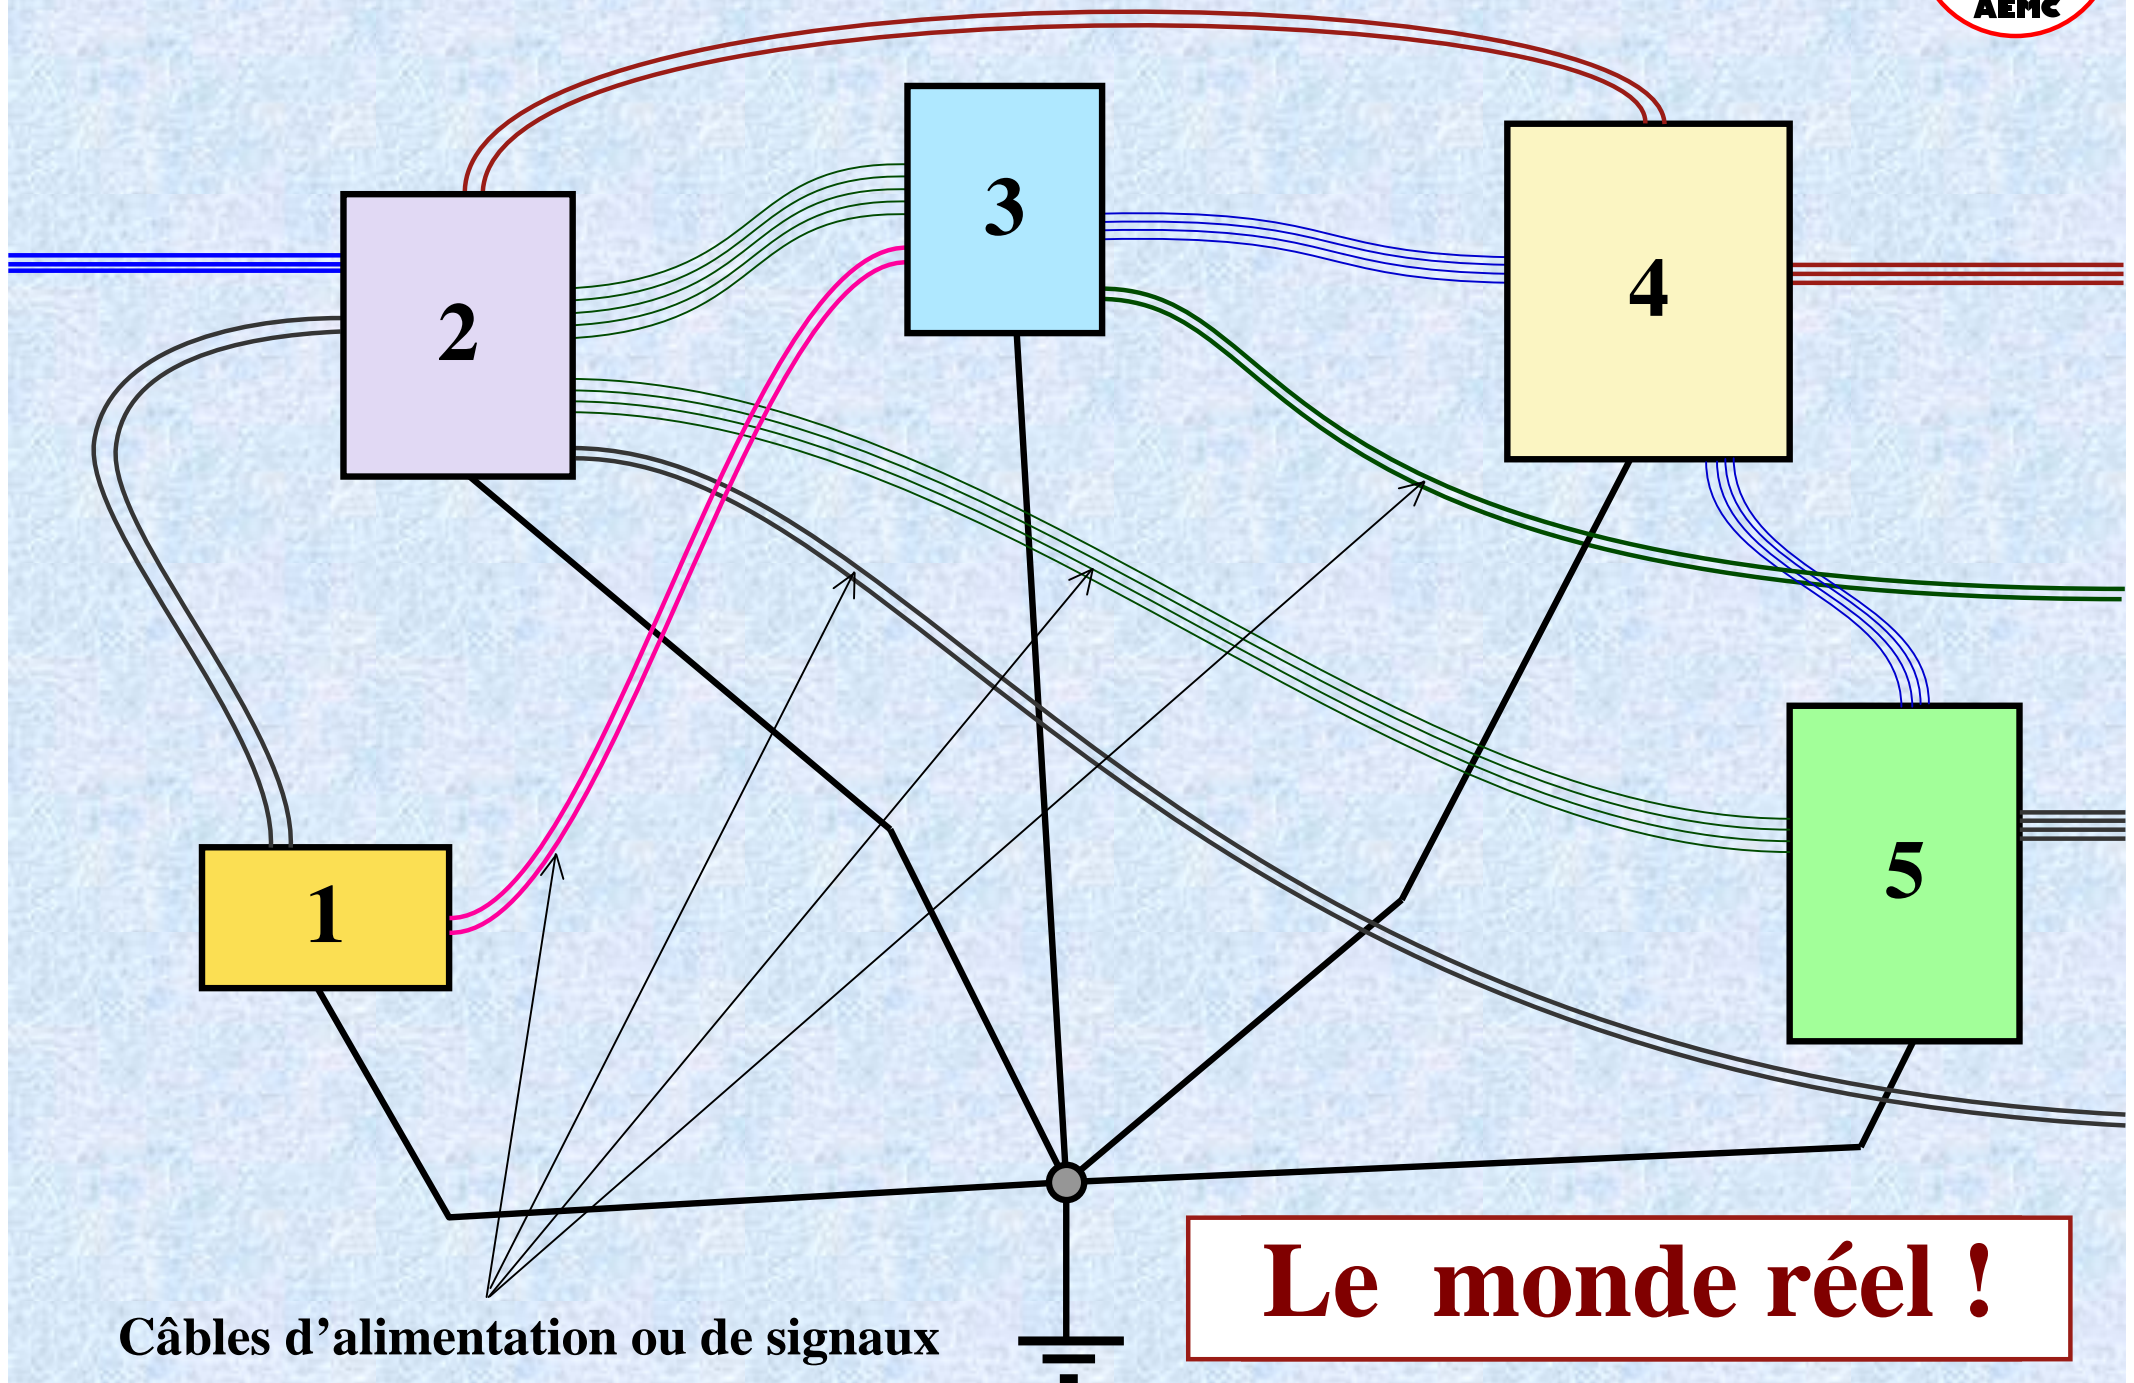 AEMC
3
4
2
5
1
Le monde réel !
Câbles d’alimentation ou de signaux